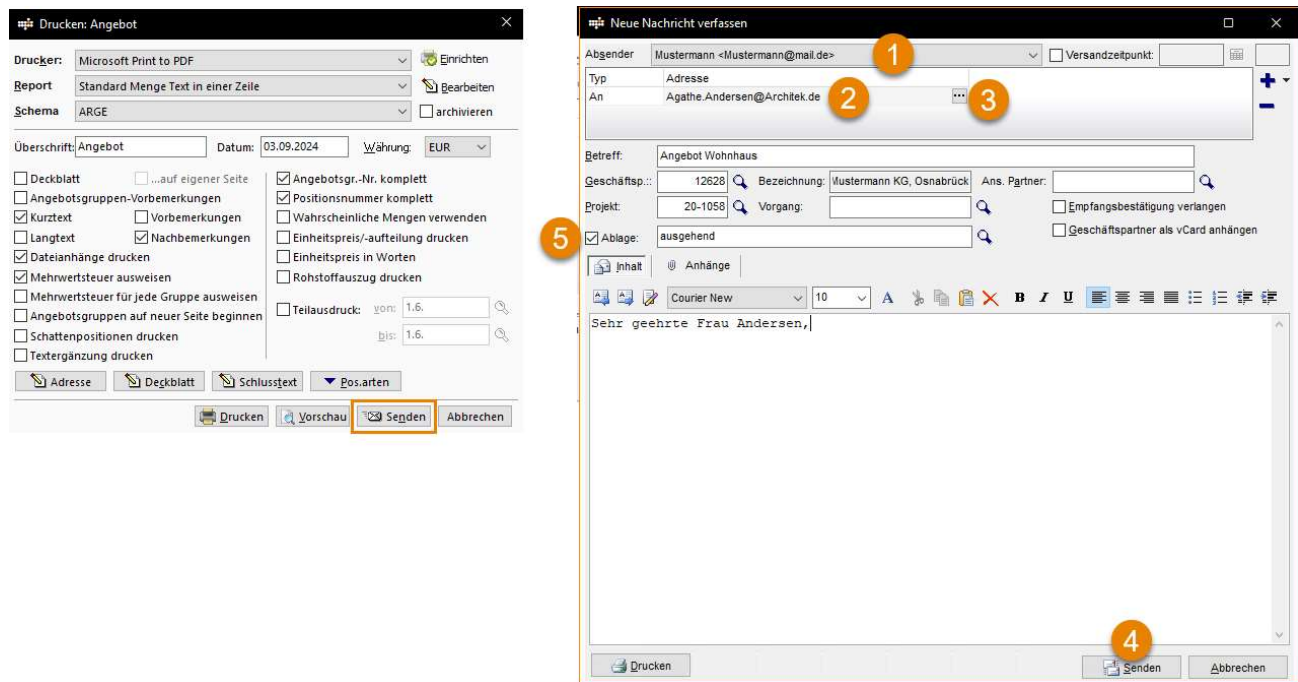 Drucken: Angebot
Drucker: Microsoft Print to PDF Einrichten
Report Standard Menge Text in einer Zeile Bearbeiten
Schema ARGE archivieren
Überschrift: Angebot Datum: 03.09.2024 Währung: EUR
Deckblatt ...auf eigener Seite
Angebotsgruppen-Vorbemerkungen
Kurztext Vorbemerkungen
Langtext Nachbemerkungen
Dateianhänge drucken
Mehrwertsteuer ausweisen
Mehrwertsteuer für jede Gruppe ausweisen
Angebotsgruppen auf neuer Seite beginnen
Schattenpositionen drucken
Textergänzung drucken
Angebotsgr.-Nr. komplett
Positionsnummer komplett
Wahrscheinliche Mengen verwenden
Einheitspreis/-aufteilung drucken
Einheitspreis in Worten
Rohstoffauszug drucken
Teilausdruck: von: 1.6.
bis: 1.6.
Adresse Deckblatt Schlusstext Pos.arten
Drucken Vorschau Senden Abbrechen
Neue Nachricht verfassen
Absender Mustermann <Mustermann@mail.de> 1 Versandzeitpunkt:
Typ Adresse
An Agathe.Andersen@Architek.de 2 ... 3
Betreff: Angebot Wohnhaus
Geschäftsp.:: 12628 Bezeichnung: Mustermann KG, Osnabrück Ans. Partner:
Projekt: 20-1058 Vorgang: Empfangsbestätigung verlangen
5 Ablage: ausgehend Geschäftspartner als vCard anhängen
Inhalt Anhänge
Courier New 10 A B I U
Sehr geehrte Frau Andersen,
4
Drucken Senden Abbrechen